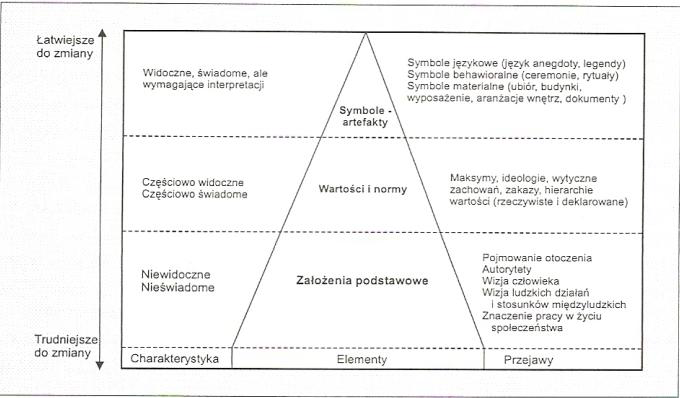 Łatwiejsze
do zmiany
Widoczne, świadome, ale
wymagające interpretacji
Symbole -
artefakty
Symbole językowe (język anegdoty, legendy)
Symbole behawioralne (ceremonie, rytuały)
Symbole materialne (ubiór, budynki,
wyposażenie, aranżacje wnętrz, dokumenty )
Częściowo widoczne
Częściowo świadome
Wartości i normy
Maksymy, ideologie, wytyczne
zachowań, zakazy, hierarchie
wartości (rzeczywiste i deklarowane)
Niewidoczne
Nieświadome
Założenia podstawowe
Pojmowanie otoczenia
Autorytety
Wizja człowieka
Wizja ludzkich działań
i stosunków międzyludzkich
Znaczenie pracy w życiu
społeczeństwa
Trudniejsze
do zmiany
Charakterystyka
Elementy
Przejawy